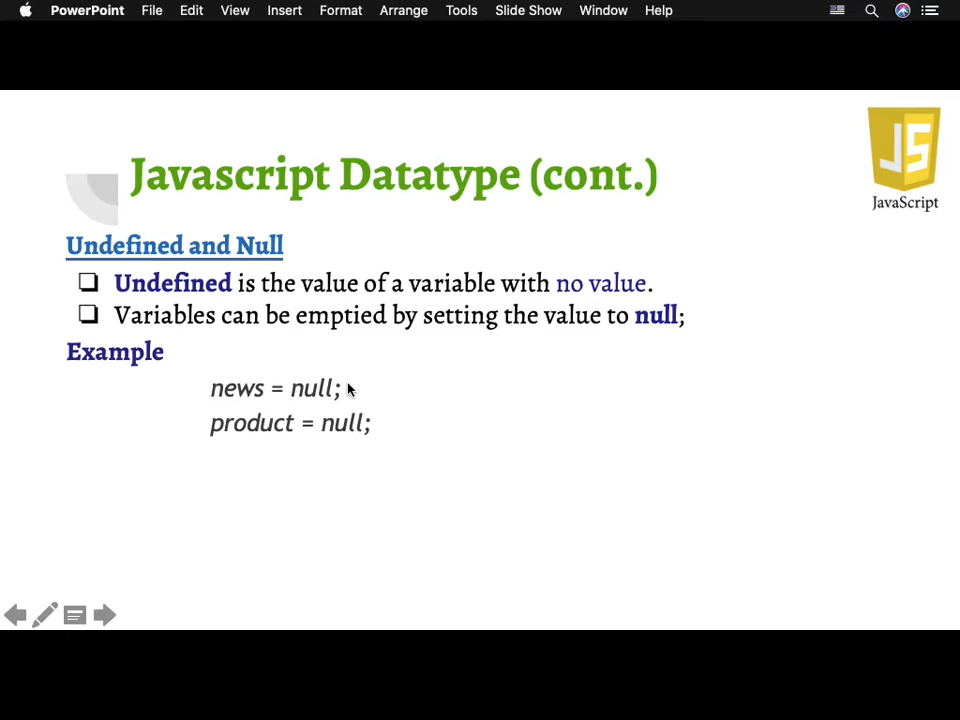 PowerPoint File Edit View Insert Format Arrange Tools Slide Show Window Help
JS
JavaScript
Javascript Datatype (cont.)
Undefined and Null
❑ Undefined is the value of a variable with no value.
❑ Variables can be emptied by setting the value to null;
Example
news = null;
product = null;